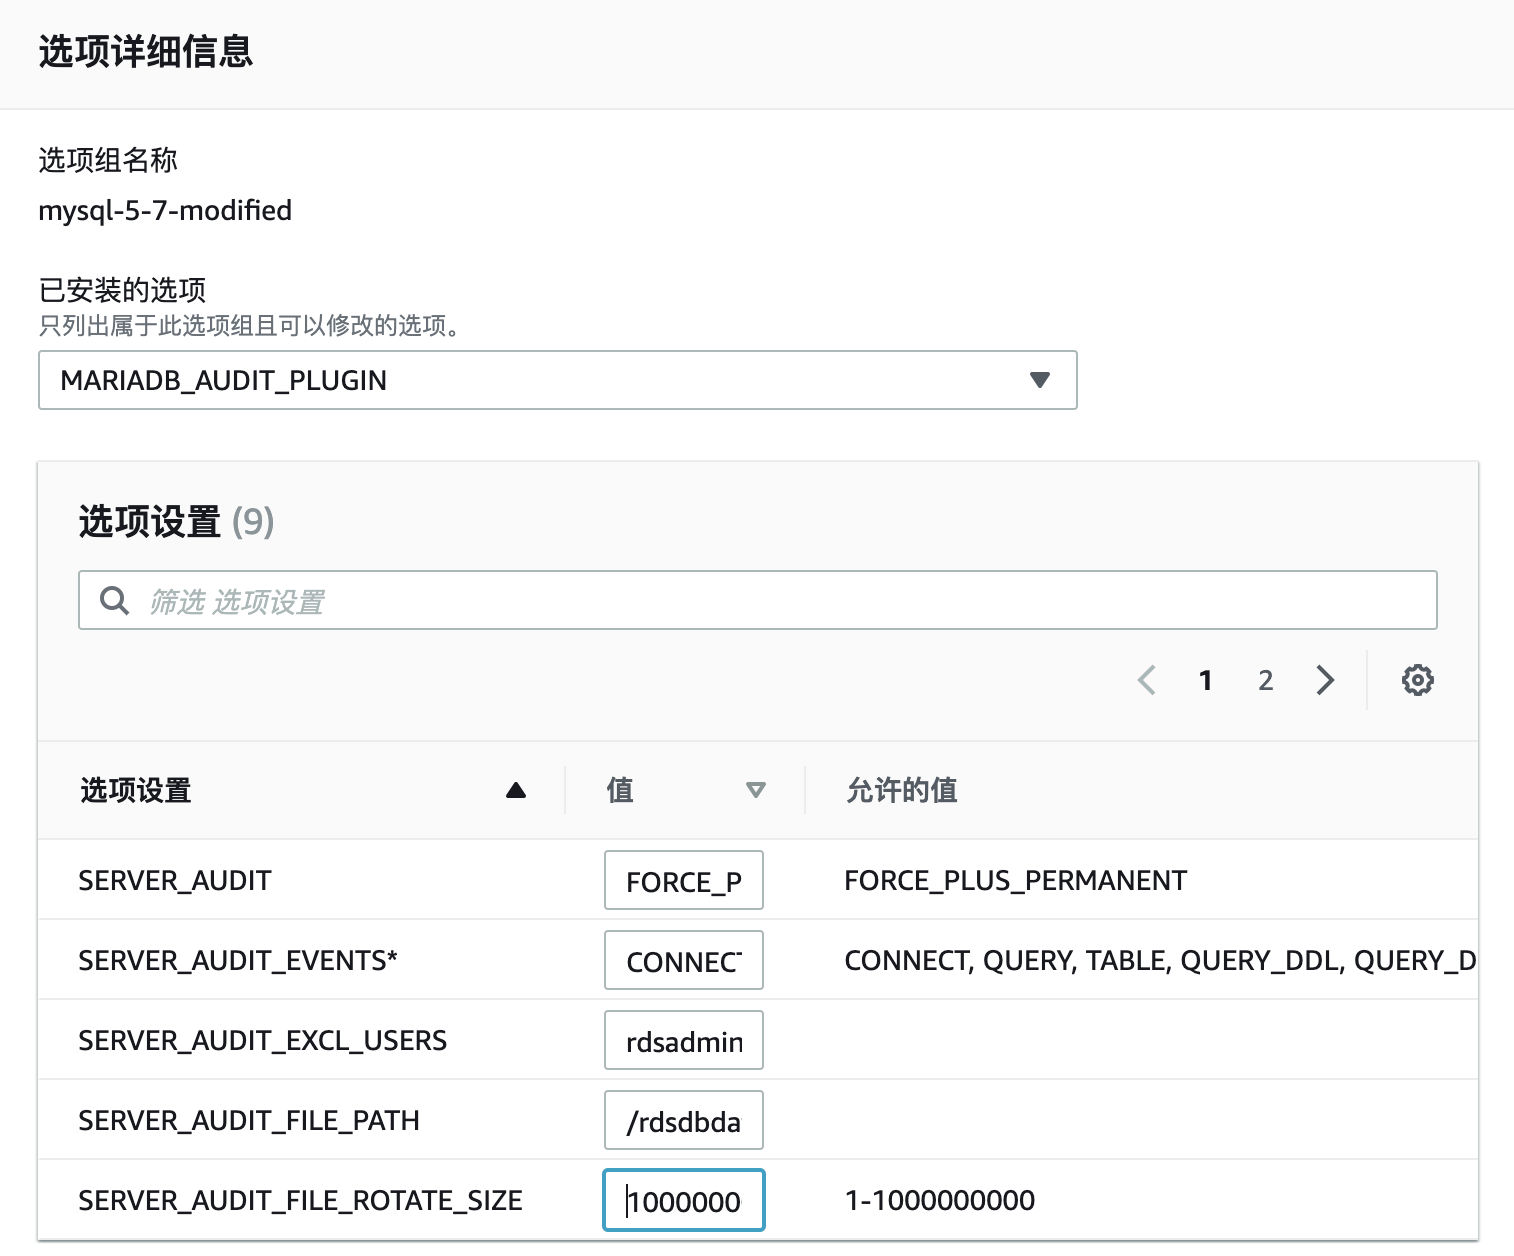 选项详细信息
选项组名称
mysql-5-7-modified
已安装的选项
只列出属于此选项组且可以修改的选项。
MARIADB_AUDIT_PLUGIN
选项设置 (9)
筛选 选项设置
1 2
选项设置 值 允许的值
SERVER_AUDIT FORCE_P FORCE_PLUS_PERMANENT
SERVER_AUDIT_EVENTS* CONNECT CONNECT, QUERY, TABLE, QUERY_DDL, QUERY_D
SERVER_AUDIT_EXCL_USERS rdsadmin
SERVER_AUDIT_FILE_PATH /rdsdbda
SERVER_AUDIT_FILE_ROTATE_SIZE 1000000 1-1000000000